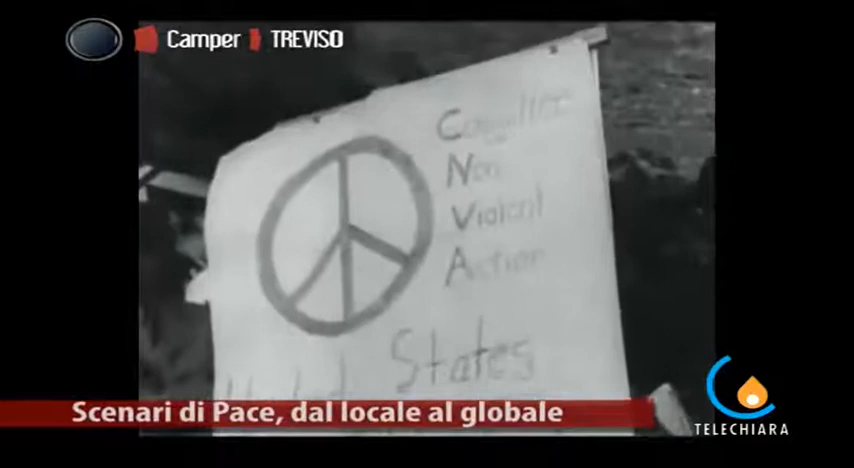 Camper TREVISO
Committee
Non
Violent
Action
States
Scenari di Pace, dal locale al globale
TELECHIARA